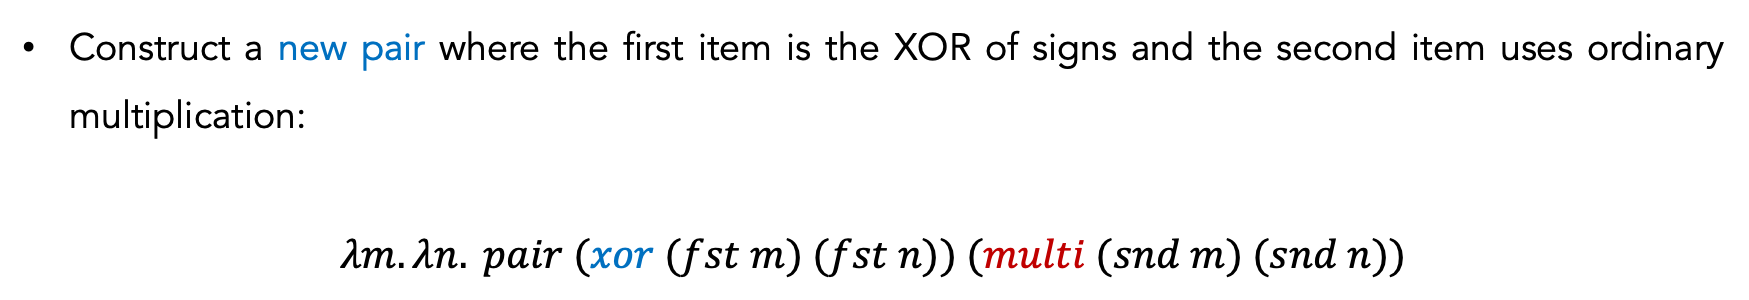 • Construct a new pair where the first item is the XOR of signs and the second item uses ordinary
multiplication:
λm. λn. pair (xor (fst m) (fst n)) (multi (snd m) (snd n))